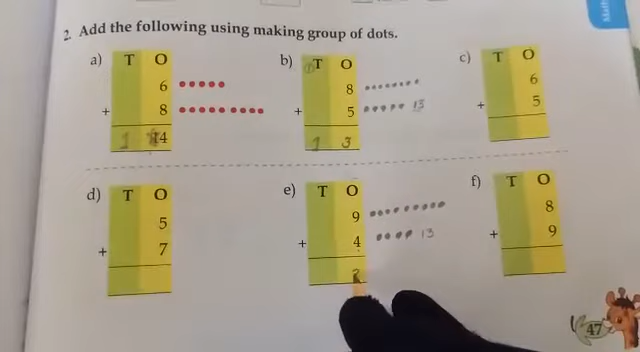 2. Add the following using making group of dots.
a) T O
6
+ 8
1 4
b) T O
8
+ 5 13
1 3
c) T O
6
+ 5
d) T O
5
+ 7
e) T O
9
+ 4 13
f) T O
8
+ 9
47